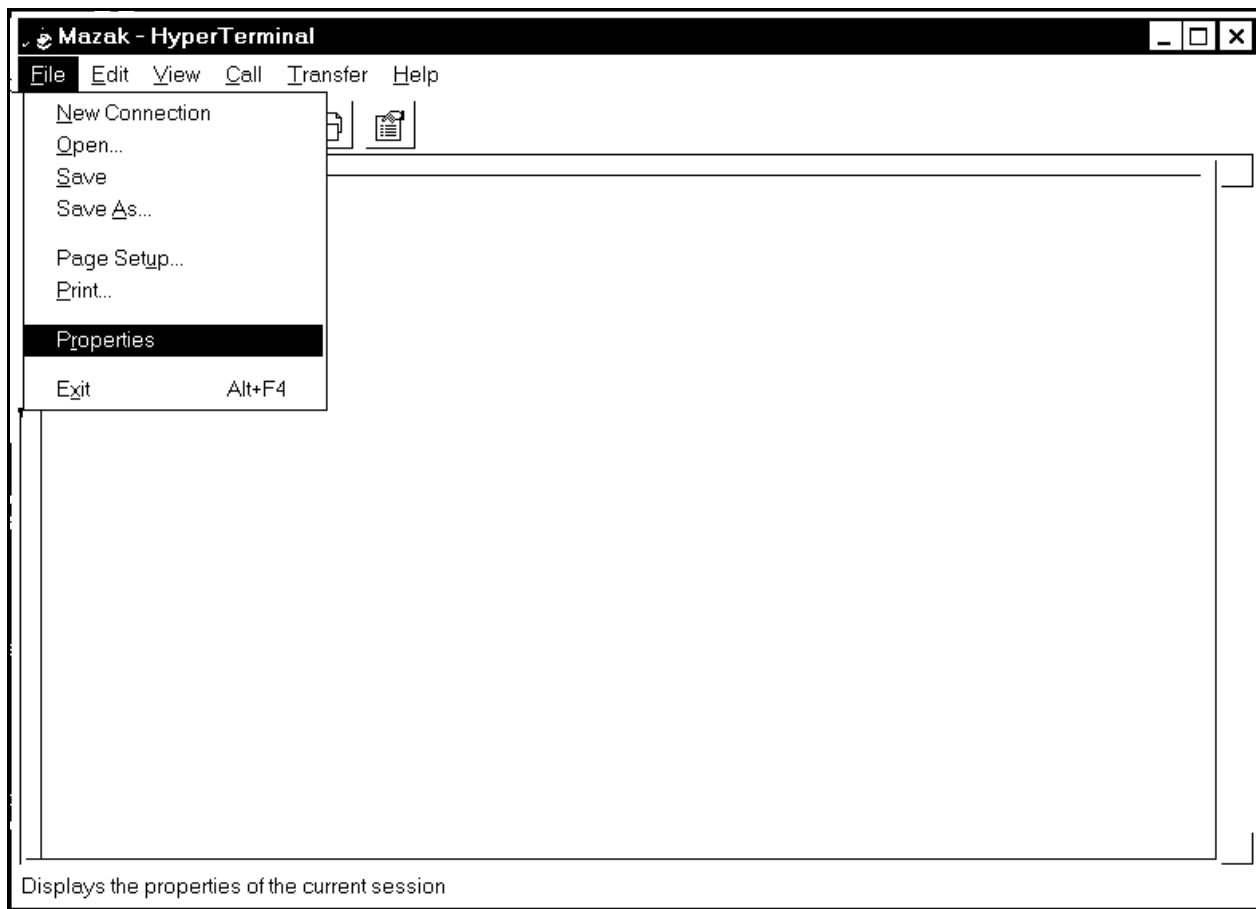 Mazak - HyperTerminal
File Edit View Call Transfer Help
New Connection
Open...
Save
Save As...
Page Setup...
Print...
Properties
Exit Alt+F4
Displays the properties of the current session